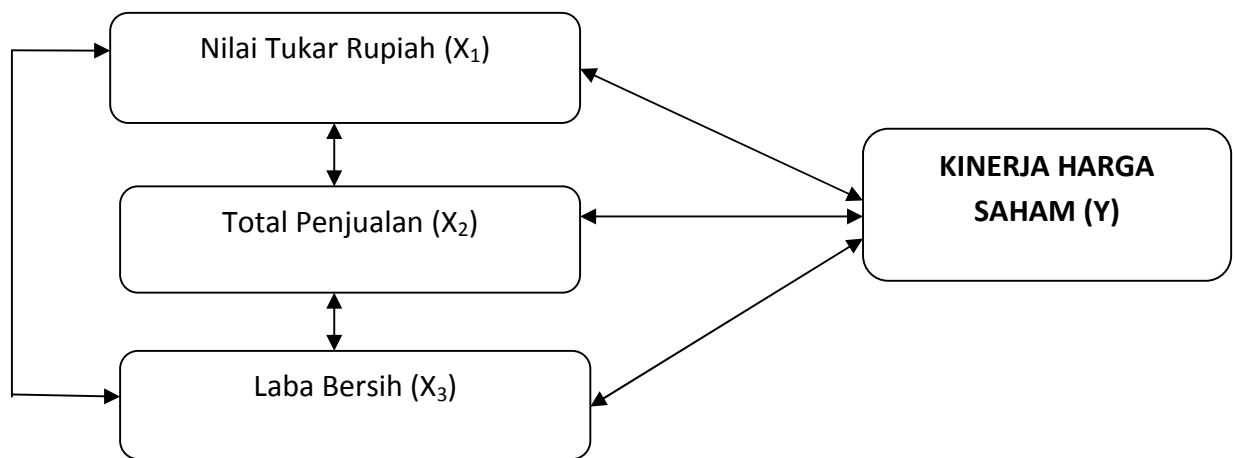 Nilai Tukar Rupiah (X₁)
Total Penjualan (X₂)
Laba Bersih (X₃)
KINERJA HARGA
SAHAM (Y)